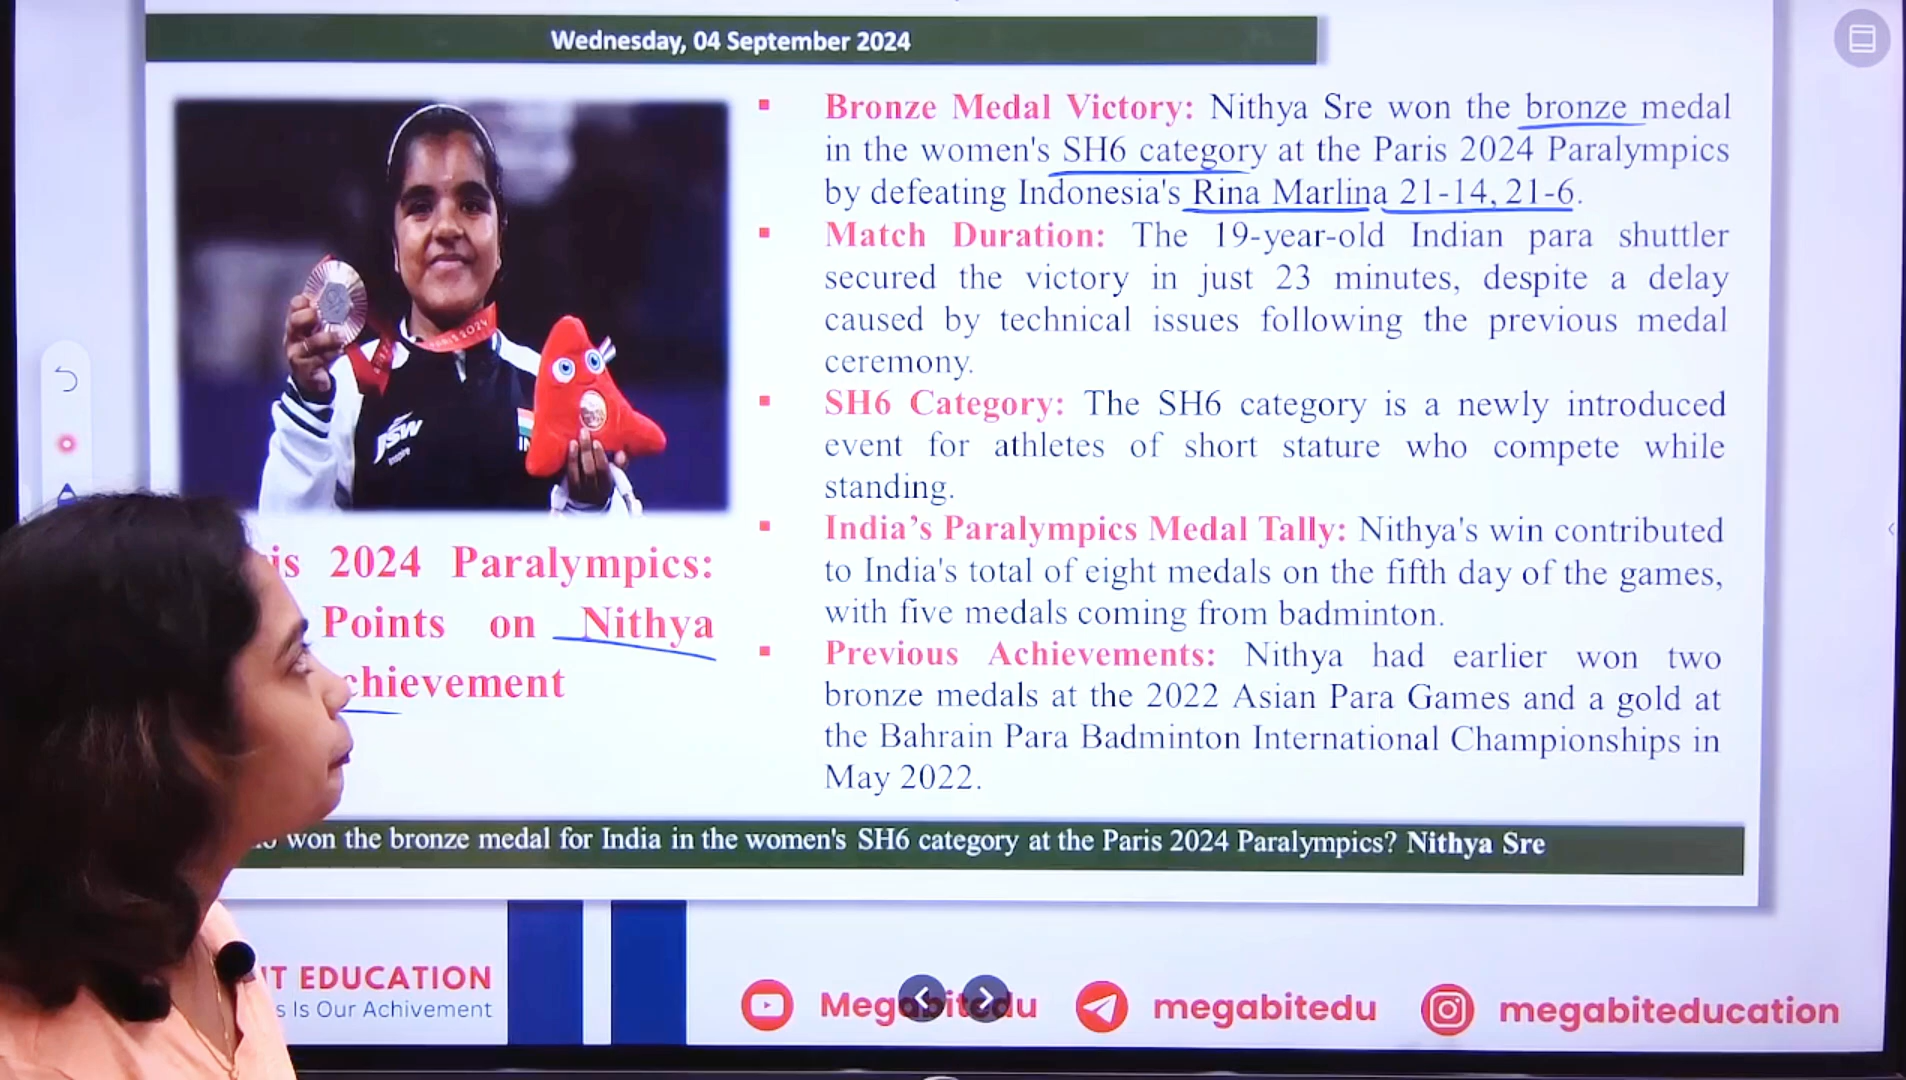 Wednesday, 04 September 2024
PARIS 2024
JSW
Inspire
IN
is 2024 Paralympics:
Points on Nithya
chievement
▪ Bronze Medal Victory: Nithya Sre won the bronze medal
in the women's SH6 category at the Paris 2024 Paralympics
by defeating Indonesia's Rina Marlina 21-14, 21-6.
▪ Match Duration: The 19-year-old Indian para shuttler
secured the victory in just 23 minutes, despite a delay
caused by technical issues following the previous medal
ceremony.
▪ SH6 Category: The SH6 category is a newly introduced
event for athletes of short stature who compete while
standing.
▪ India’s Paralympics Medal Tally: Nithya's win contributed
to India's total of eight medals on the fifth day of the games,
with five medals coming from badminton.
▪ Previous Achievements: Nithya had earlier won two
bronze medals at the 2022 Asian Para Games and a gold at
the Bahrain Para Badminton International Championships in
May 2022.
won the bronze medal for India in the women's SH6 category at the Paris 2024 Paralympics? Nithya Sre
IT EDUCATION
s Is Our Achivement
Megabitedu
megabitedu
megabiteducation